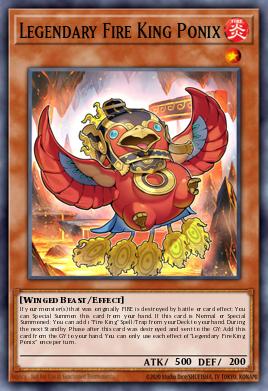 LEGENDARY FIRE KING PONIX
FIRE
炎
[WINGED BEAST/EFFECT]
If your monster(s) that was originally FIRE is destroyed by battle or card effect: You
can Special Summon this card from your hand. If this card is Normal or Special
Summoned: You can add 1 "Fire King" Spell/Trap from your Deck to your hand. During
the next Standby Phase after this card was destroyed and sent to the GY: Add this
card from the GY to your hand. You can only use each effect of "Legendary Fire King
Ponix" once per turn.
ATK/ 500 DEF/ 200
©2020 Studio Dice/SHUEISHA, TV TOKYO, KONAMI